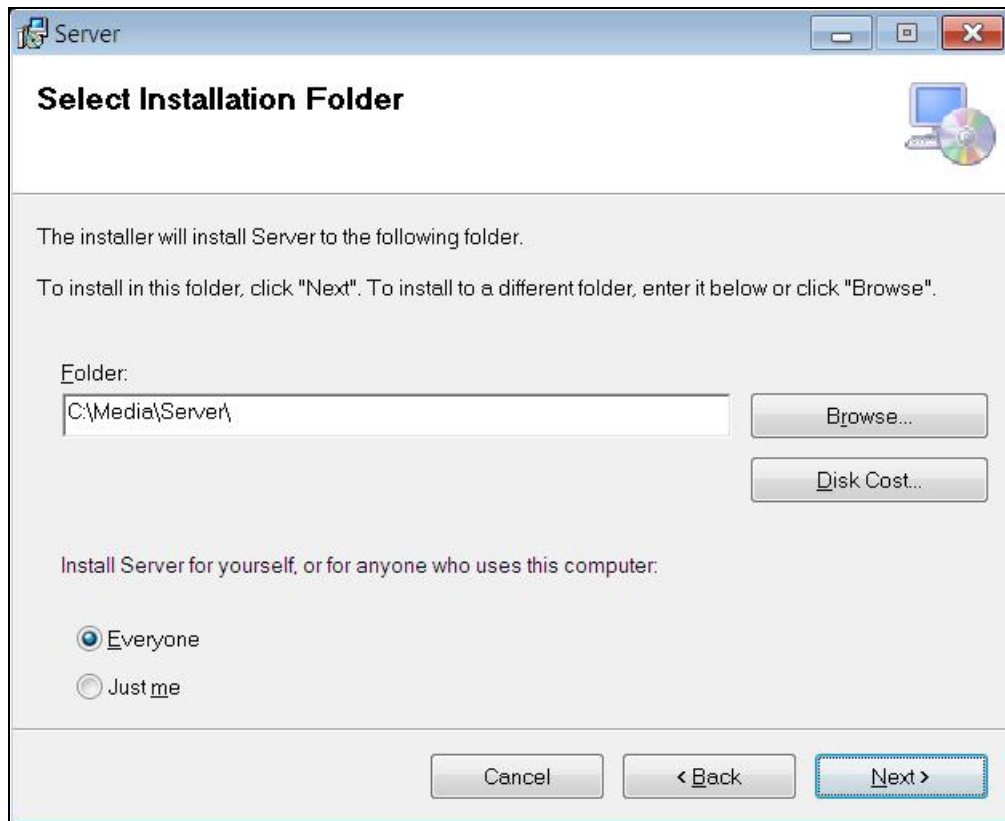 Server
Select Installation Folder
The installer will install Server to the following folder.
To install in this folder, click "Next". To install to a different folder, enter it below or click "Browse".
Folder:
C:\Media\Server\
Browse...
Disk Cost...
Install Server for yourself, or for anyone who uses this computer:
Everyone
Just me
Cancel
< Back
Next >